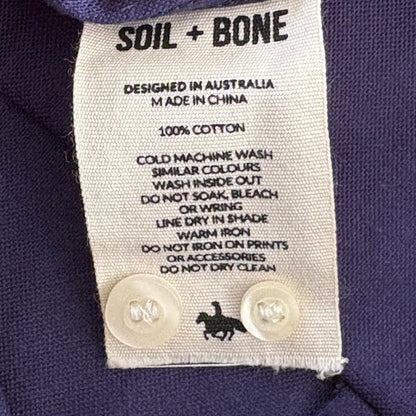 SOIL + BONE
DESIGNED IN AUSTRALIA
MADE IN CHINA
100% COTTON
COLD MACHINE WASH
SIMILAR COLOURS
WASH INSIDE OUT
DO NOT SOAK, BLEACH
OR WRING
LINE DRY IN SHADE
WARM IRON
DO NOT IRON ON PRINTS
OR ACCESSORIES
DO NOT DRY CLEAN